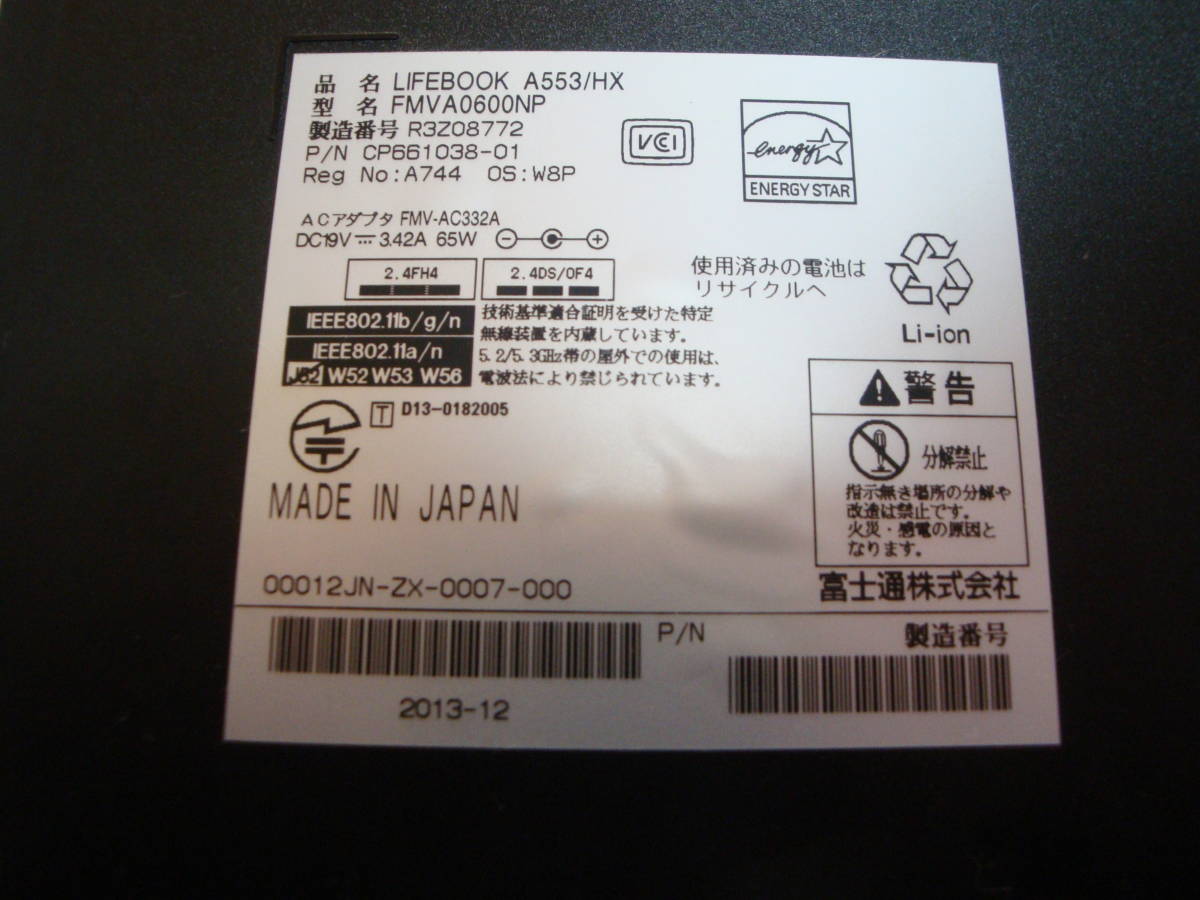 品 名 LIFEBOOK A553/HX
型 名 FMVA0600NP
製造番号 R3Z08772
P/N CP661038-01
Reg No:A744 OS:W8P
VCI
energy
ENERGY STAR
ACアダプタ FMV-AC332A
DC19V 3.42A 65W
2.4FH4
2.4DS/OF4
使用済みの電池は
リサイクルへ
Li-ion
IEEE802.11b/g/n
IEEE802.11a/n
J52 W52 W53 W56
技術基準適合証明を受けた特定
無線装置を内蔵しています。
5.2/5.3GHz帯の屋外での使用は、
電波法により禁じられています。
T D13-0182005
警告
分解禁止
指示無き場所の分解や
改造は禁止です。
火災・感電の原因と
なります。
MADE IN JAPAN
00012JN-ZX-0007-000
富士通株式会社
P/N
製造番号
2013-12